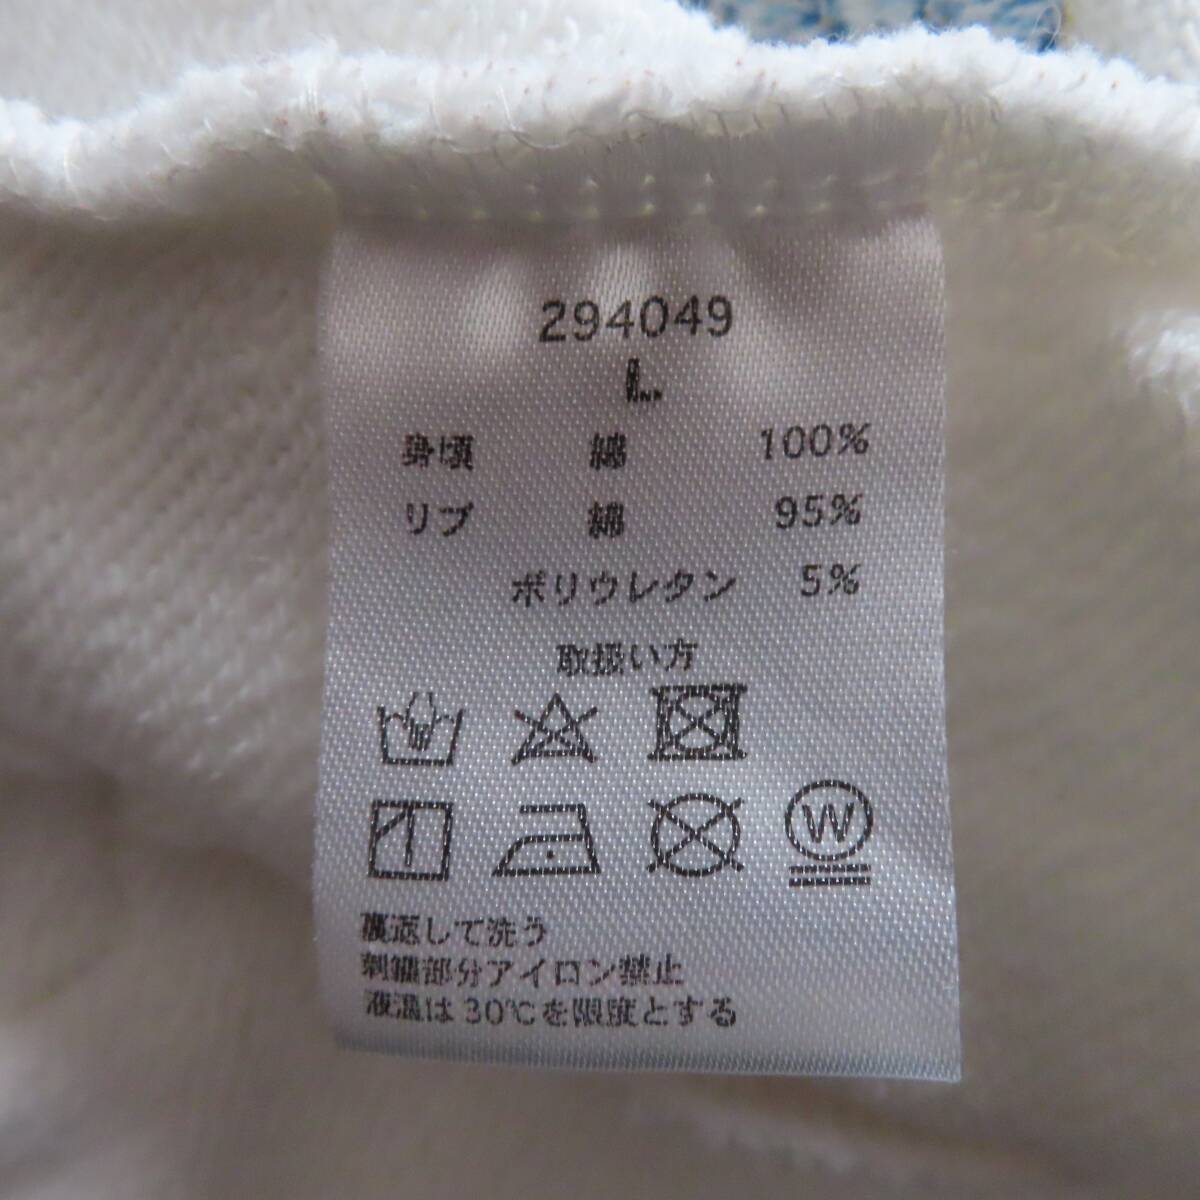 294049
L
身頃 綿 100%
リブ 綿 95%
ポリウレタン 5%
取扱い方
W
裏返して洗う
刺繍部分アイロン禁止
液温は30℃を限度とする